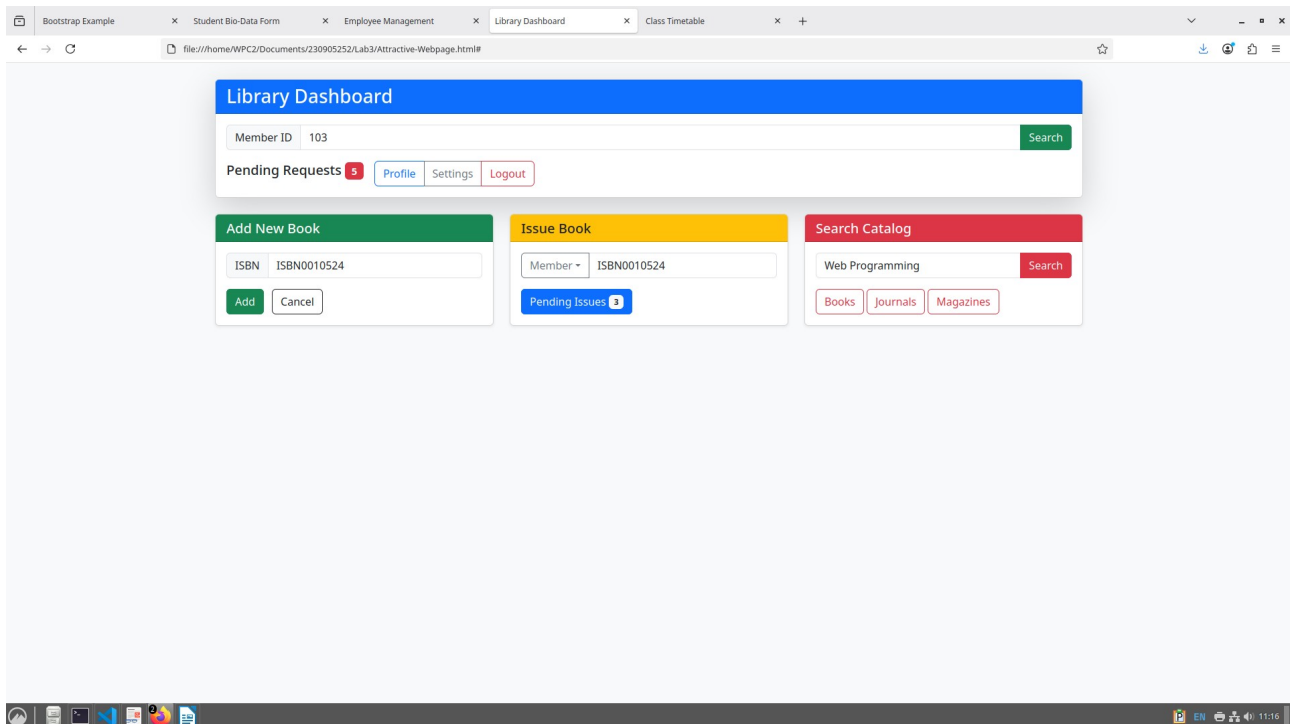 Bootstrap Example Student Bio-Data Form Employee Management Library Dashboard Class Timetable
file:///home/WPC2/Documents/230905252/Lab3/Attractive-Webpage.html#
Library Dashboard
Member ID 103 Search
Pending Requests 5 Profile Settings Logout
Add New Book
ISBN ISBN0010524
Add Cancel
Issue Book
Member ISBN0010524
Pending Issues 3
Search Catalog
Web Programming Search
Books Journals Magazines
2 EN 11:16